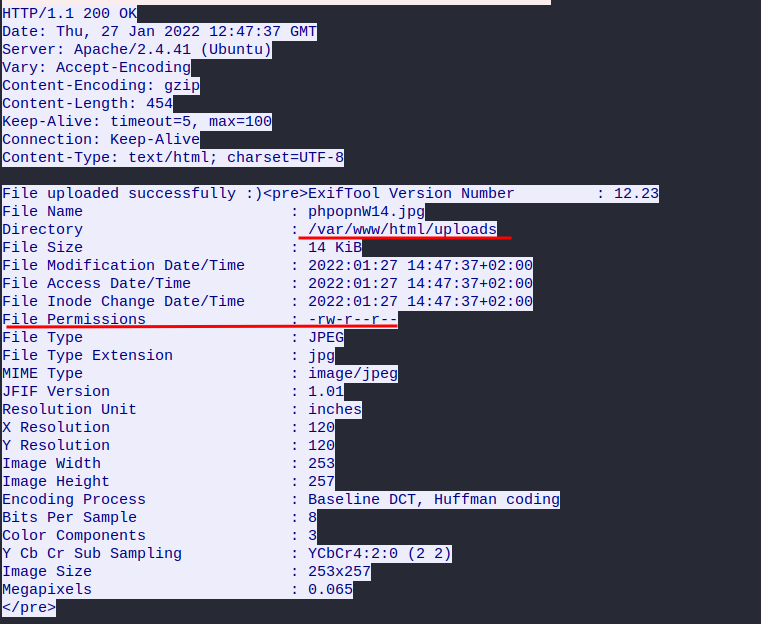 HTTP/1.1 200 OK
Date: Thu, 27 Jan 2022 12:47:37 GMT
Server: Apache/2.4.41 (Ubuntu)
Vary: Accept-Encoding
Content-Encoding: gzip
Content-Length: 454
Keep-Alive: timeout=5, max=100
Connection: Keep-Alive
Content-Type: text/html; charset=UTF-8

File uploaded successfully :)<pre>ExifTool Version Number         : 12.23
File Name                       : phpopnW14.jpg
Directory                       : /var/www/html/uploads
File Size                       : 14 KiB
File Modification Date/Time     : 2022:01:27 14:47:37+02:00
File Access Date/Time           : 2022:01:27 14:47:37+02:00
File Inode Change Date/Time     : 2022:01:27 14:47:37+02:00
File Permissions                : -rw-r--r--
File Type                       : JPEG
File Type Extension             : jpg
MIME Type                       : image/jpeg
JFIF Version                    : 1.01
Resolution Unit                 : inches
X Resolution                    : 120
Y Resolution                    : 120
Image Width                     : 253
Image Height                    : 257
Encoding Process                : Baseline DCT, Huffman coding
Bits Per Sample                 : 8
Color Components                : 3
Y Cb Cr Sub Sampling            : YCbCr4:2:0 (2 2)
Image Size                      : 253x257
Megapixels                      : 0.065
</pre>